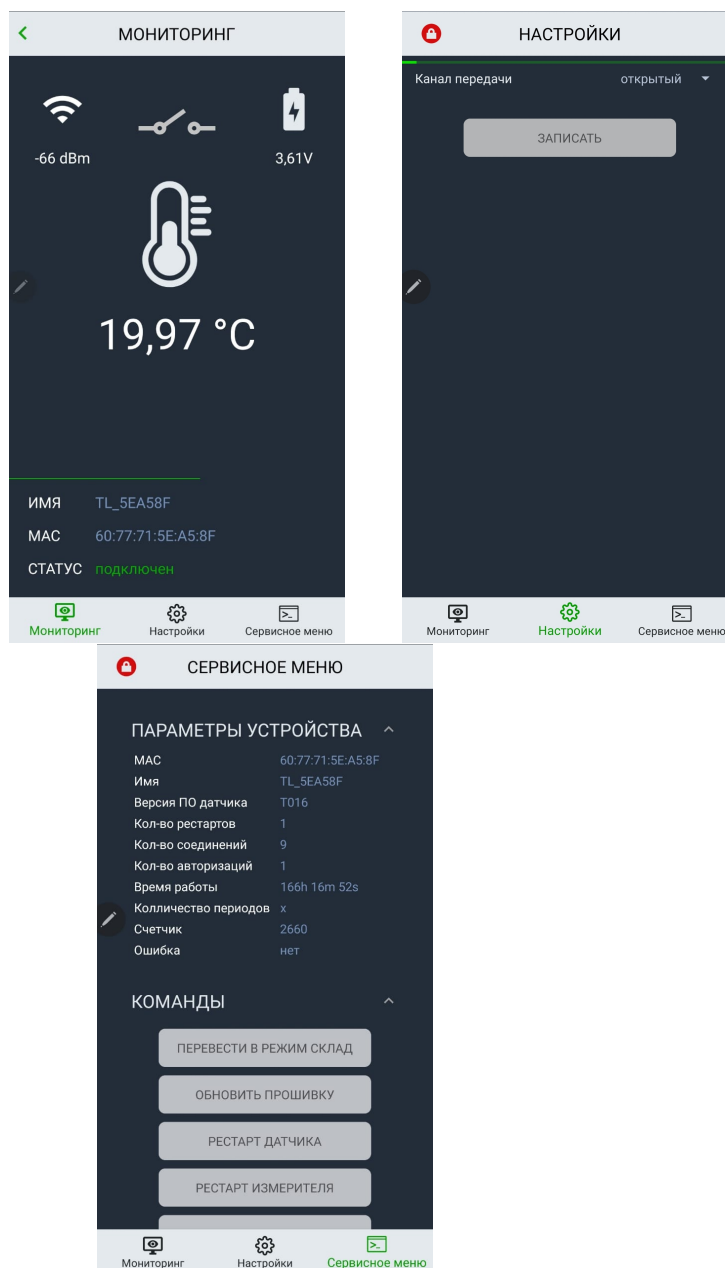 МОНИТОРИНГ
-66 dBm
3,61V
19,97 °C
ИМЯ TL_5EA58F
MAC 60:77:71:5E:A5:8F
СТАТУС подключен
Мониторинг Настройки Сервисное меню
НАСТРОЙКИ
Канал передачи открытый
ЗАПИСАТЬ
Мониторинг Настройки Сервисное меню
СЕРВИСНОЕ МЕНЮ
ПАРАМЕТРЫ УСТРОЙСТВА
MAC 60:77:71:5E:A5:8F
Имя TL_5EA58F
Версия ПО датчика T016
Кол-во рестартов 1
Кол-во соединений 9
Кол-во авторизаций 1
Время работы 166h 16m 52s
Колличество периодов x
Счетчик 2660
Ошибка нет
КОМАНДЫ
ПЕРЕВЕСТИ В РЕЖИМ СКЛАД
ОБНОВИТЬ ПРОШИВКУ
РЕСТАРТ ДАТЧИКА
РЕСТАРТ ИЗМЕРИТЕЛЯ
Мониторинг Настройки Сервисное меню